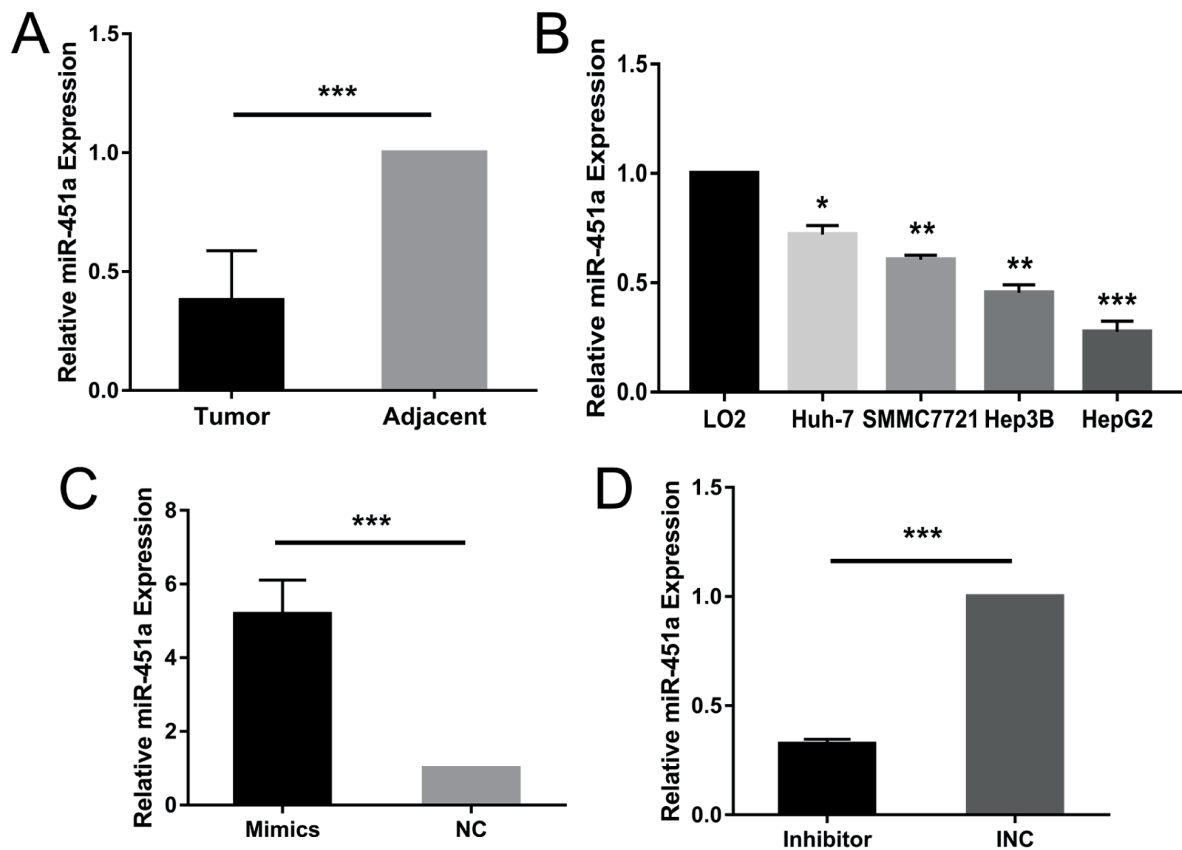 A
Relative miR-451a Expression
1.5
1.0
0.5
0.0
***
Tumor Adjacent
B
Relative miR-451a Expression
1.5
1.0
0.5
0.0
* ** ** ***
LO2 Huh-7 SMMC7721 Hep3B HepG2
C
Relative miR-451a Expression
8
6
4
2
0
***
Mimics NC
D
Relative miR-451a Expression
1.5
1.0
0.5
0.0
***
Inhibitor INC